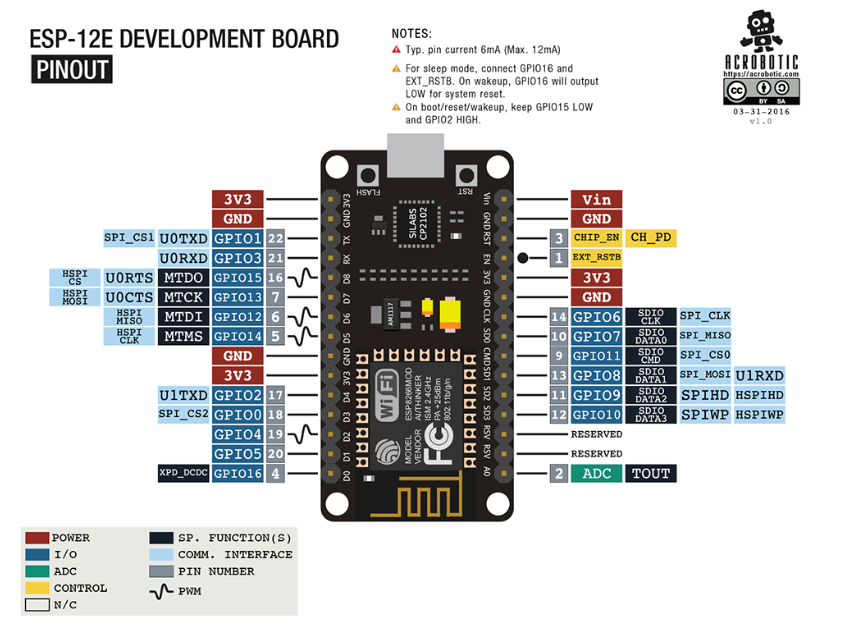 ESP-12E DEVELOPMENT BOARD
PINOUT
NOTES:
Typ. pin current 6mA (Max. 12mA)
For sleep mode, connect GPIO16 and
EXT_RSTB. On wakeup, GPIO16 will output
LOW for system reset.
On boot/reset/wakeup, keep GPIO15 LOW
and GPIO2 HIGH.
ACROBOTIC
https://acrobotic.com
CC BY SA
03-31-2016
v1.0
FLASH
RST
SILABS
CP2102
AM1117
3V3 3V3
GND GND
SPI_CS1 U0TXD GPIO1 22 TX
U0RXD GPIO3 21 RX
HSPI CS U0RTS MTDO GPIO15 16 D8
HSPI MOSI U0CTS MTCK GPIO13 7 D7
HSPI MISO MTDI GPIO12 6 D6
HSPI CLK MTMS GPIO14 5 D5
GND GND
3V3 3V3
U1TXD GPIO2 17 D4
SPI_CS2 GPIO0 18 D3
GPIO4 19 D2
GPIO5 20 D1
XPD_DCDC GPIO16 4 D0
Vin Vin
GND GND
RST 3 CHIP_EN CH_PD
EN 1 EXT_RSTB
3V3 3V3
GND GND
CLK 14 GPIO6 SDIO CLK SPI_CLK
SD0 10 GPIO7 SDIO DATA0 SPI_MISO
CMD 9 GPIO11 SDIO CMD SPI_CS0
SD1 13 GPIO8 SDIO DATA1 SPI_MOSI U1RXD
SD2 11 GPIO9 SDIO DATA2 SPIHD HSPIHD
SD3 12 GPIO10 SDIO DATA3 SPIWP HSPIWP
RSV RESERVED
RSV RESERVED
A0 2 ADC TOUT
WiFi
MODEL ESP8266MOD
VENDOR AI/THINKER
ISM 2.4GHz
PA +25dBm
802.11b/g/n
FC
POWER
I/O
ADC
CONTROL
N/C
SP. FUNCTION(S)
COMM. INTERFACE
PIN NUMBER
PWM